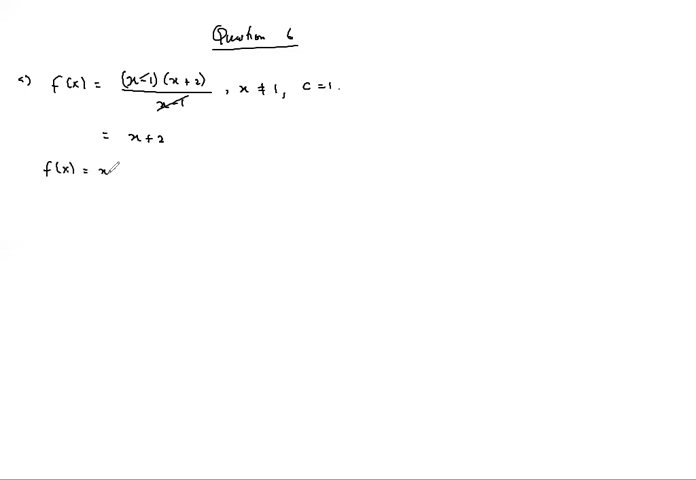 Question 6
c) f(x) = (x-1)(x+2) / x-1 , x ≠ 1, c = 1.
= x + 2
f(x) = x